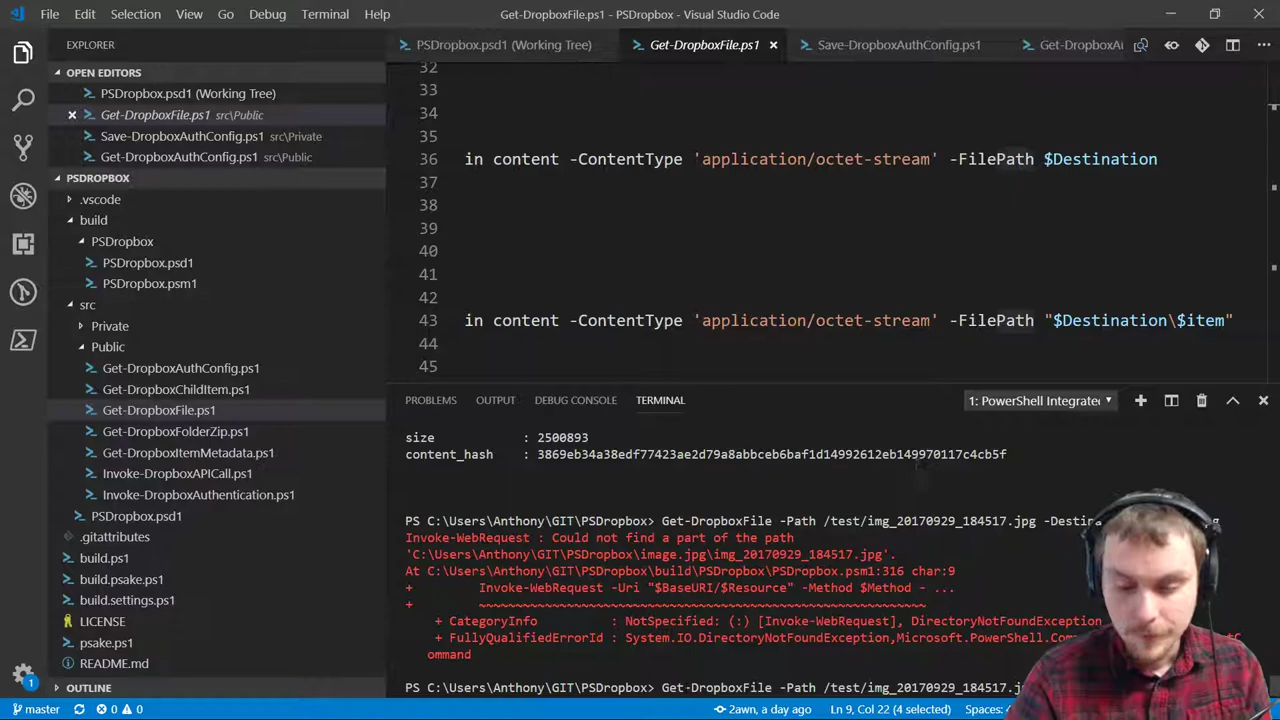 File Edit Selection View Go Debug Terminal Help
Get-DropboxFile.ps1 - PSDropbox - Visual Studio Code
EXPLORER
PSDropbox.psd1 (Working Tree)
Get-DropboxFile.ps1
Save-DropboxAuthConfig.ps1
Get-DropboxAu
OPEN EDITORS
PSDropbox.psd1 (Working Tree)
Get-DropboxFile.ps1 src\Public
Save-DropboxAuthConfig.ps1 src\Private
Get-DropboxAuthConfig.ps1 src\Public
PSDROPBOX
.vscode
build
PSDropbox
PSDropbox.psd1
PSDropbox.psm1
src
Private
Public
Get-DropboxAuthConfig.ps1
Get-DropboxChildItem.ps1
Get-DropboxFile.ps1
Get-DropboxFolderZip.ps1
Get-DropboxItemMetadata.ps1
Invoke-DropboxAPICall.ps1
Invoke-DropboxAuthentication.ps1
PSDropbox.psd1
.gitattributes
build.ps1
build.psake.ps1
build.settings.ps1
LICENSE
psake.ps1
README.md
OUTLINE
32
33
34
35
36 in content -ContentType 'application/octet-stream' -FilePath $Destination
37
38
39
40
41
42
43 in content -ContentType 'application/octet-stream' -FilePath "$Destination\$item"
44
45
PROBLEMS OUTPUT DEBUG CONSOLE TERMINAL
1: PowerShell Integrate
size : 2500893
content_hash : 3869eb34a38edf77423ae2d79a8abbceb6baf1d14992612eb149970117c4cb5f
PS C:\Users\Anthony\GIT\PSDropbox> Get-DropboxFile -Path /test/img_20170929_184517.jpg -Destina
Invoke-WebRequest : Could not find a part of the path
'C:\Users\Anthony\GIT\PSDropbox\image.jpg\img_20170929_184517.jpg'.
At C:\Users\Anthony\GIT\PSDropbox\build\PSDropbox\PSDropbox.psm1:316 char:9
+ Invoke-WebRequest -Uri "$BaseURI/$Resource" -Method $Method - ...
+ ~~~~~~~~~~~~~~~~~~~~~~~~~~~~~~~~~~~~~~~~~~~~~~~~~~~~~~~~~~~~~
+ CategoryInfo : NotSpecified: (:) [Invoke-WebRequest], DirectoryNotFoundException
+ FullyQualifiedErrorId : System.IO.DirectoryNotFoundException,Microsoft.PowerShell.Com
ommand
PS C:\Users\Anthony\GIT\PSDropbox> Get-DropboxFile -Path /test/img_20170929_184517.j
1
master 0 0
2awn, a day ago
Ln 9, Col 22 (4 selected)
Spaces: